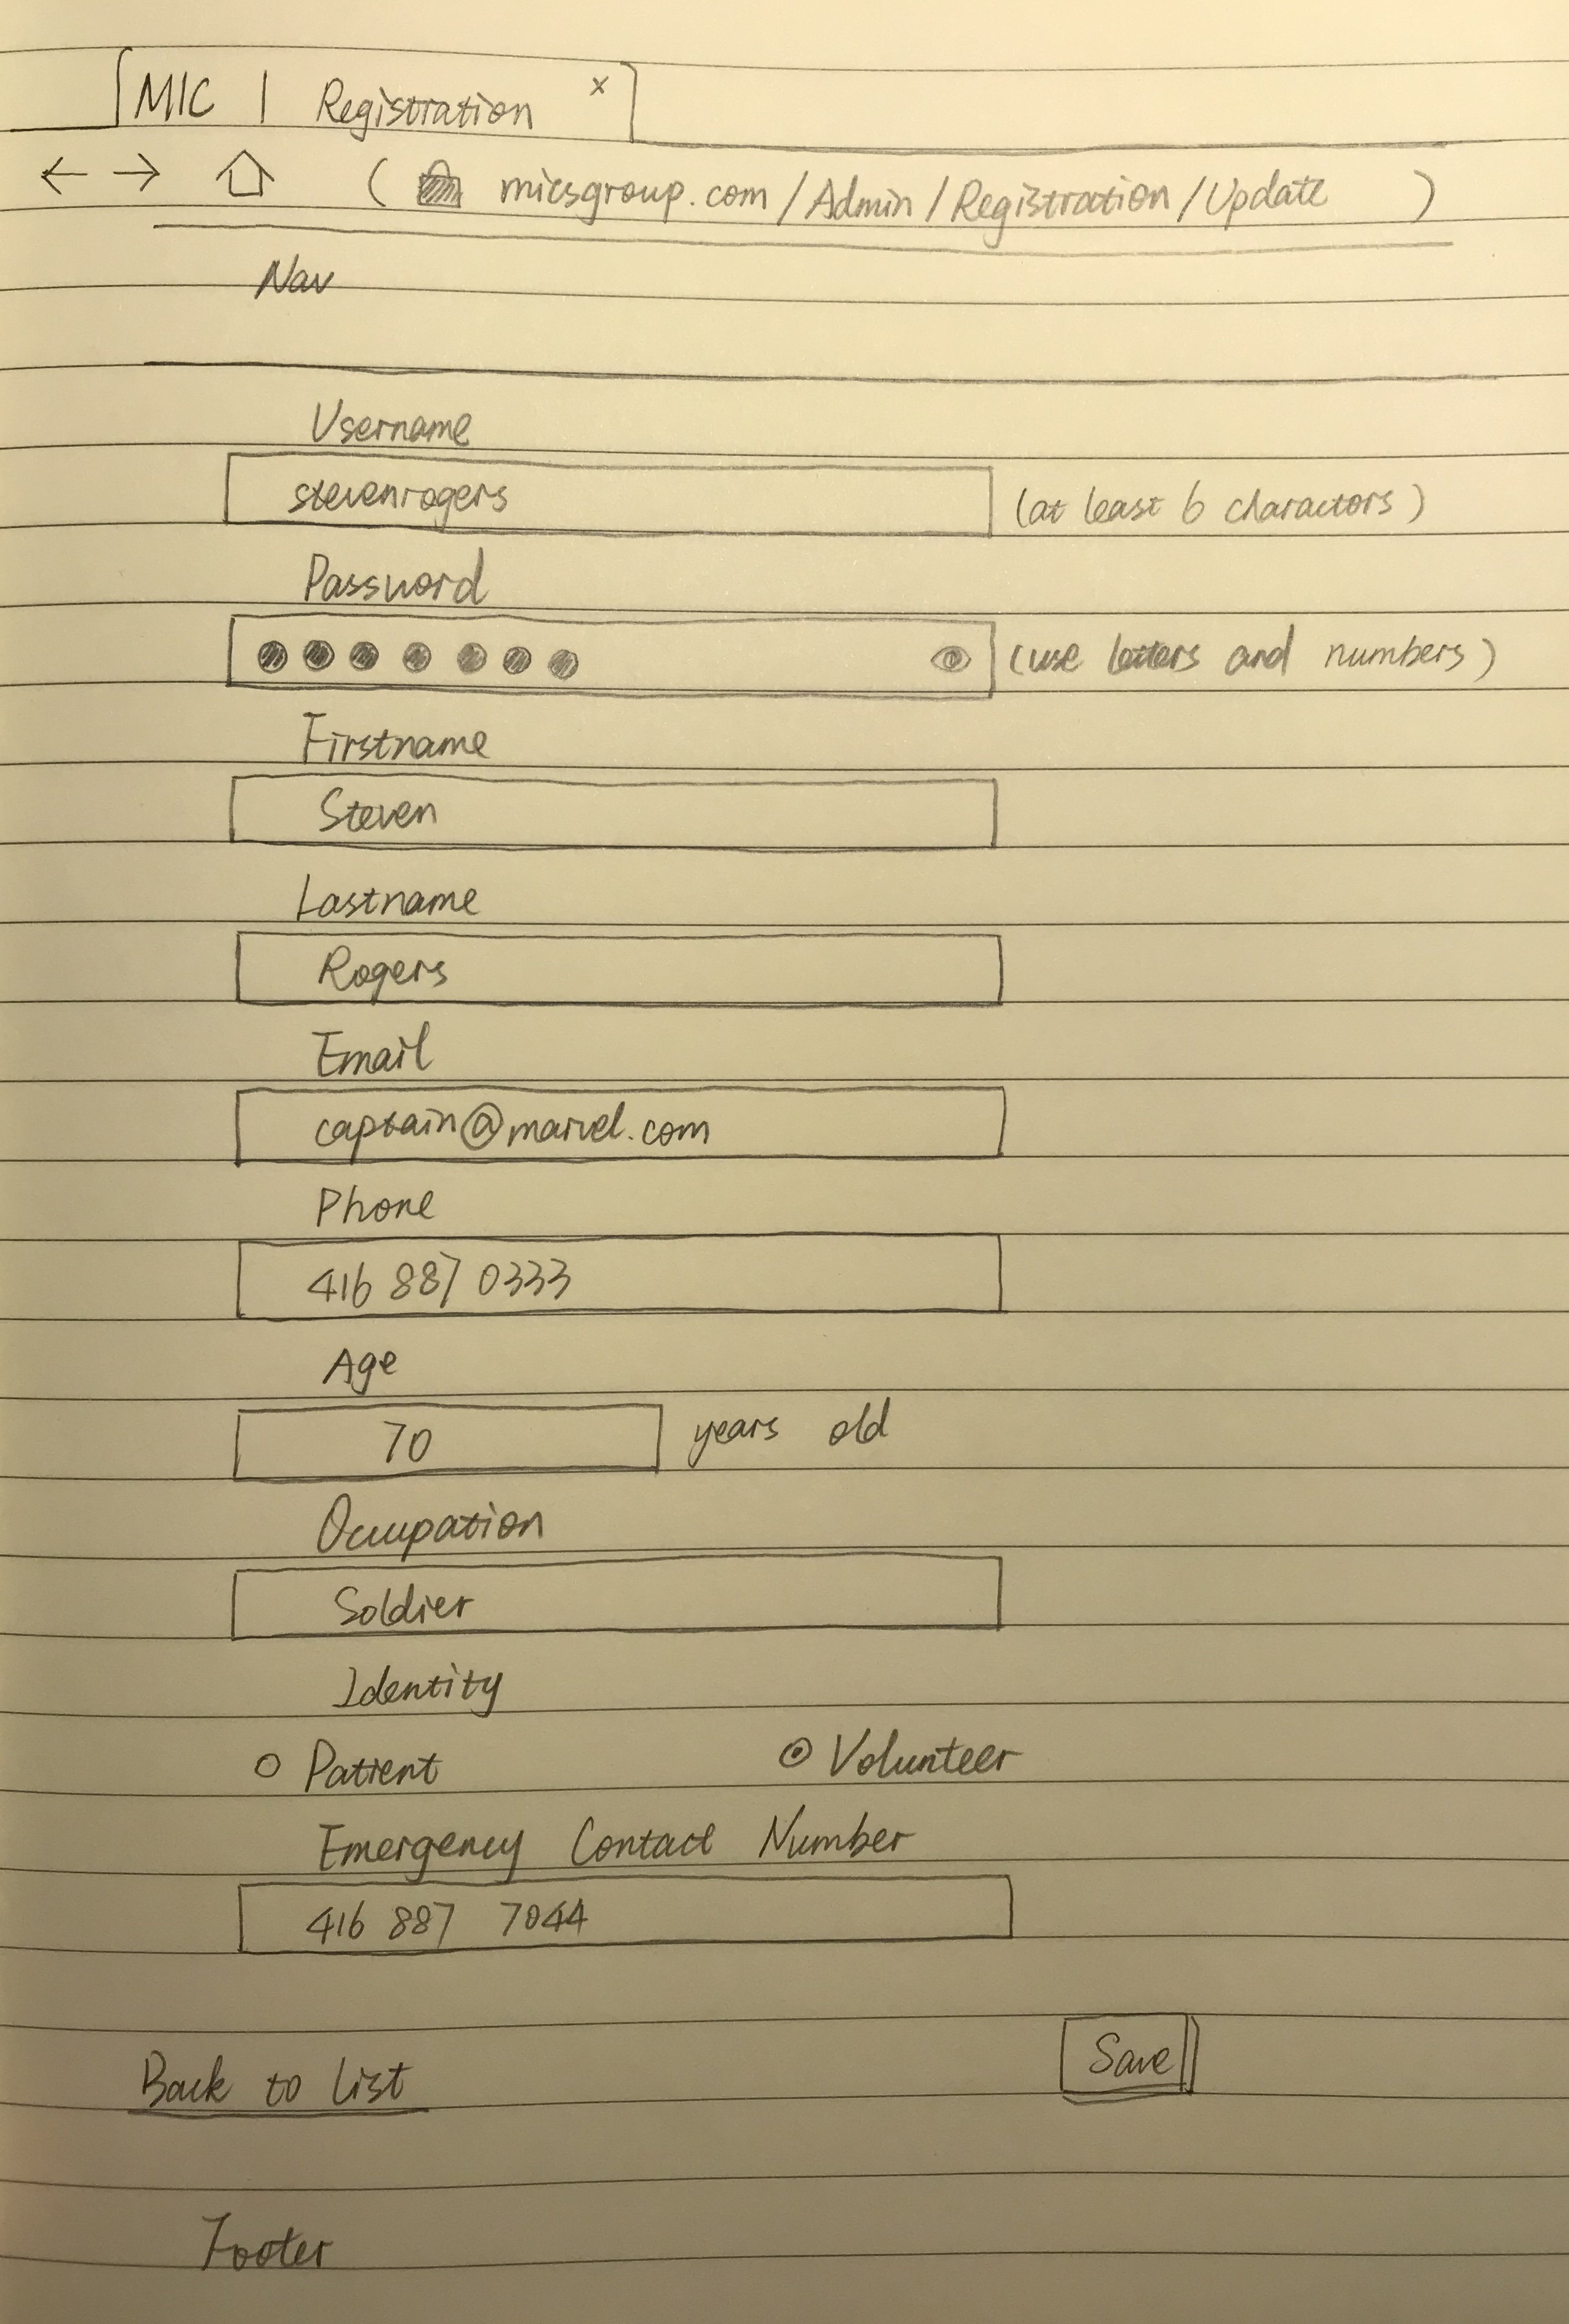 MIC | Registration x
micsgroup.com/Admin/Registration/Update
Nav
Username
stevenrogers (at least 6 charactors)
Password
(use letters and numbers)
Firstname
Steven
Lastname
Rogers
Email
captain@marvel.com
Phone
416 887 0333
Age
70 years old
Occupation
Soldier
Identity
Patient Volunteer
Emergency Contact Number
416 887 7044
Save
Back to List
Footer